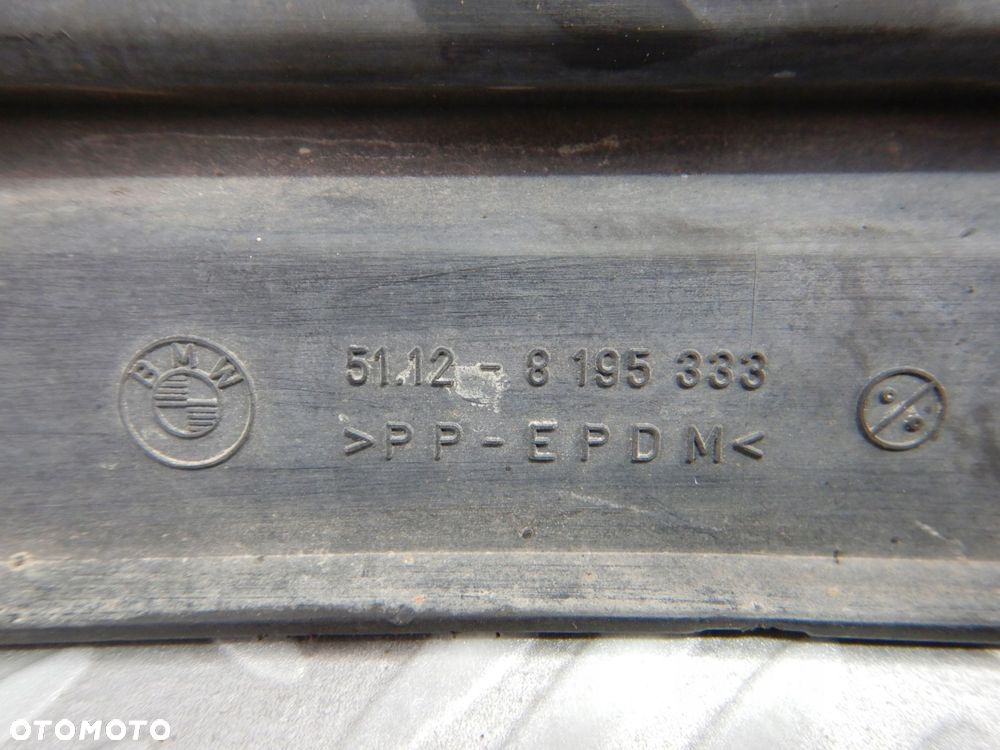 BMW
51.12 - 8 195 333
>PP-EPDM<
OTOMOTO